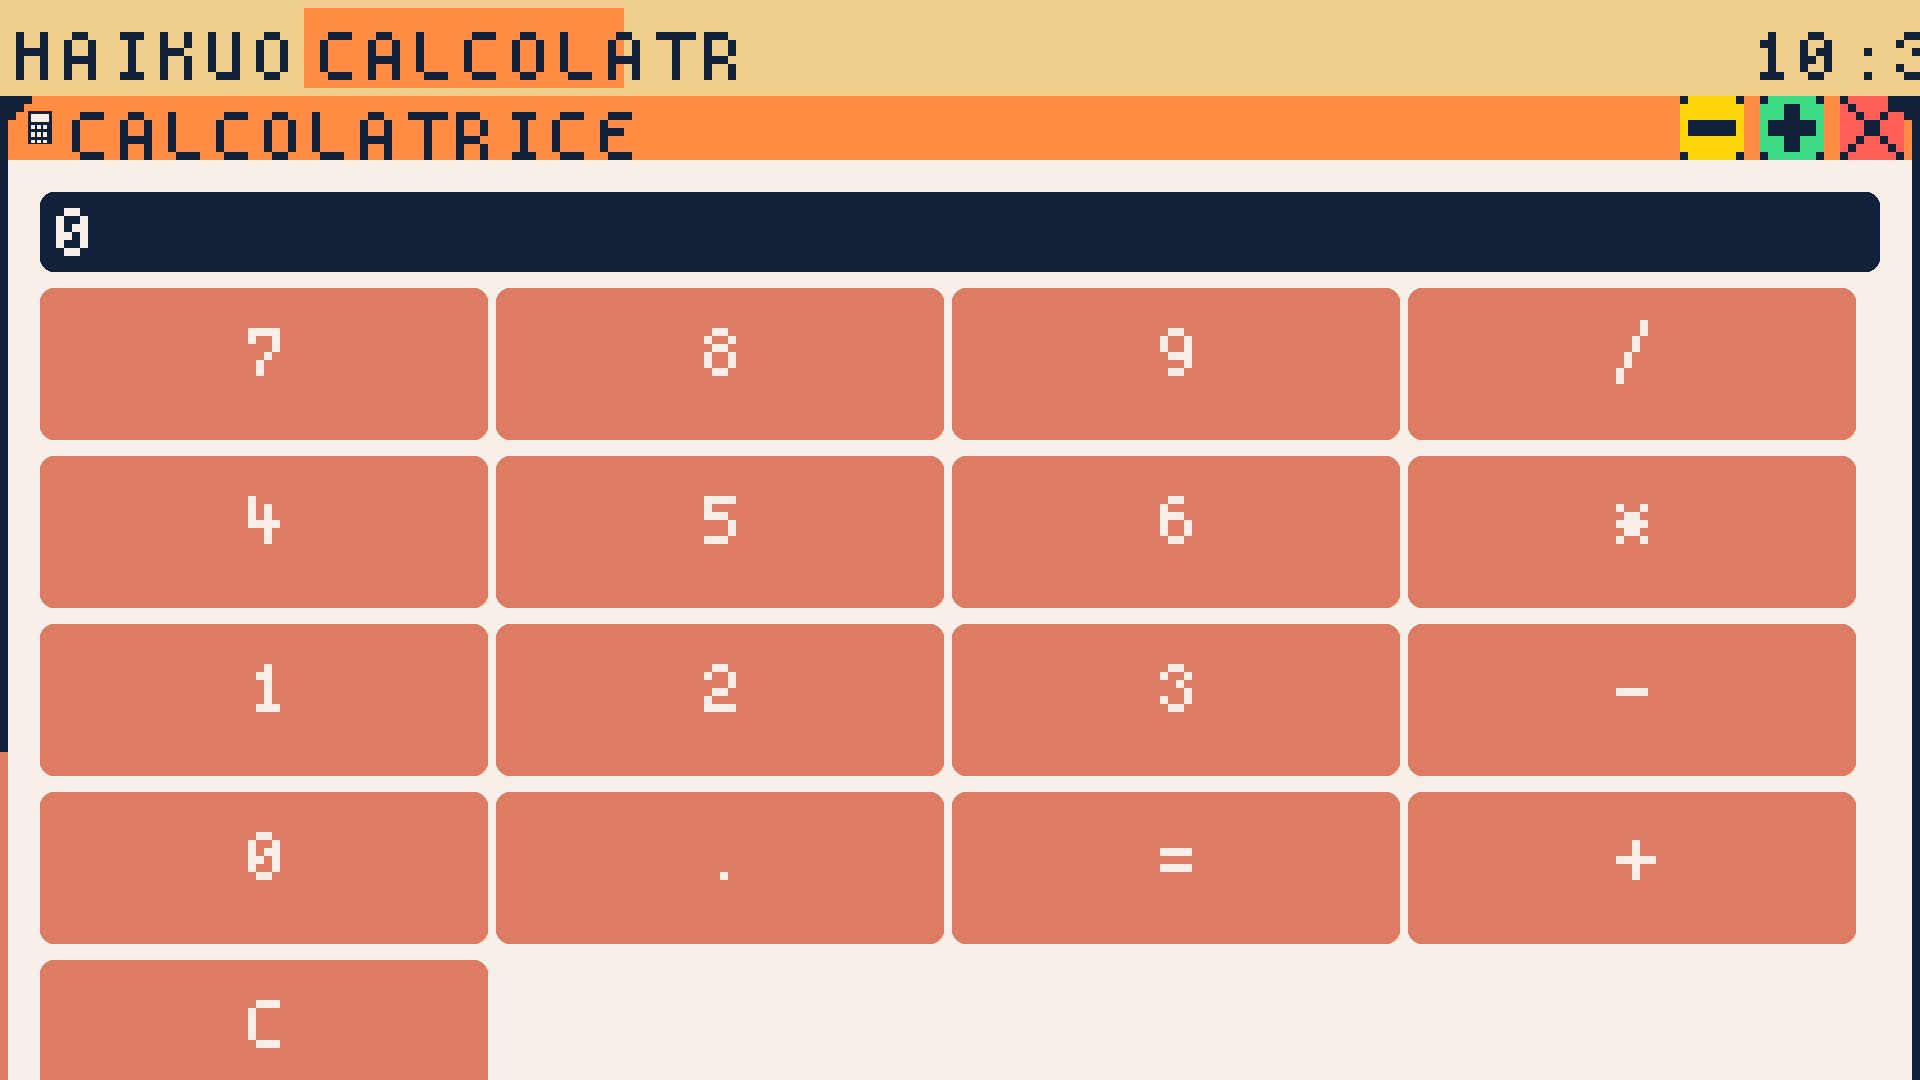 HAIKUO CALCOLATR 10:3
CALCOLATRICE
0
7 8 9 /
4 5 6 *
1 2 3 -
0 . = +
C